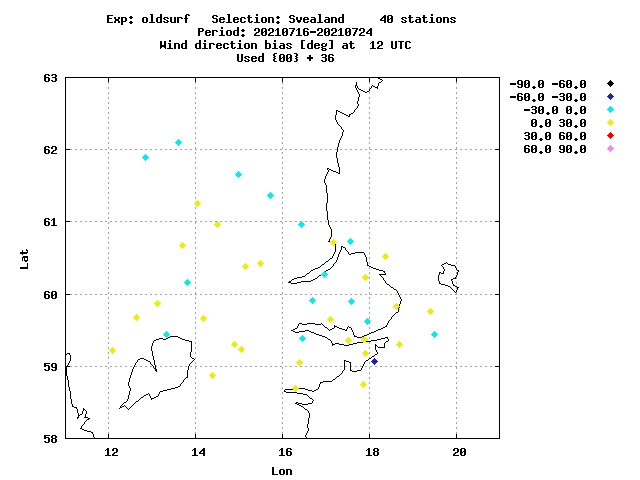 Exp: oldsurf   Selection: Svealand     40 stations
Period: 20210716-20210724
Wind direction bias [deg] at  12 UTC
Used {00} + 36
63
62
61
60
59
58
Lat
12
14
16
18
20
Lon
-90.0 -60.0
-60.0 -30.0
-30.0 0.0
0.0 30.0
30.0 60.0
60.0 90.0